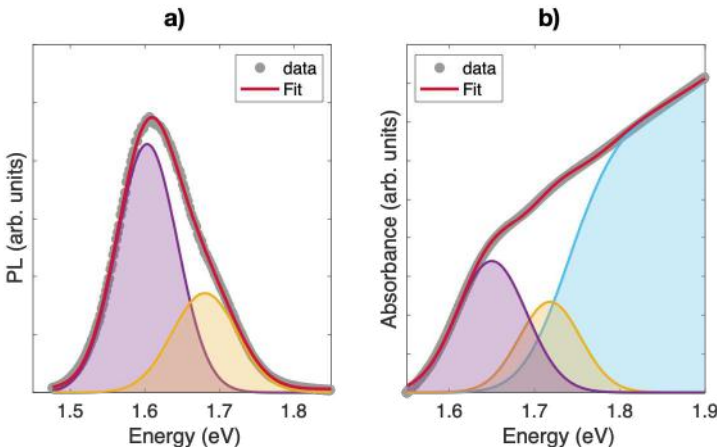 a)
b)
data
Fit
data
Fit
PL (arb. units)
Absorbance (arb. units)
1.5 1.6 1.7 1.8
1.6 1.7 1.8 1.9
Energy (eV)
Energy (eV)